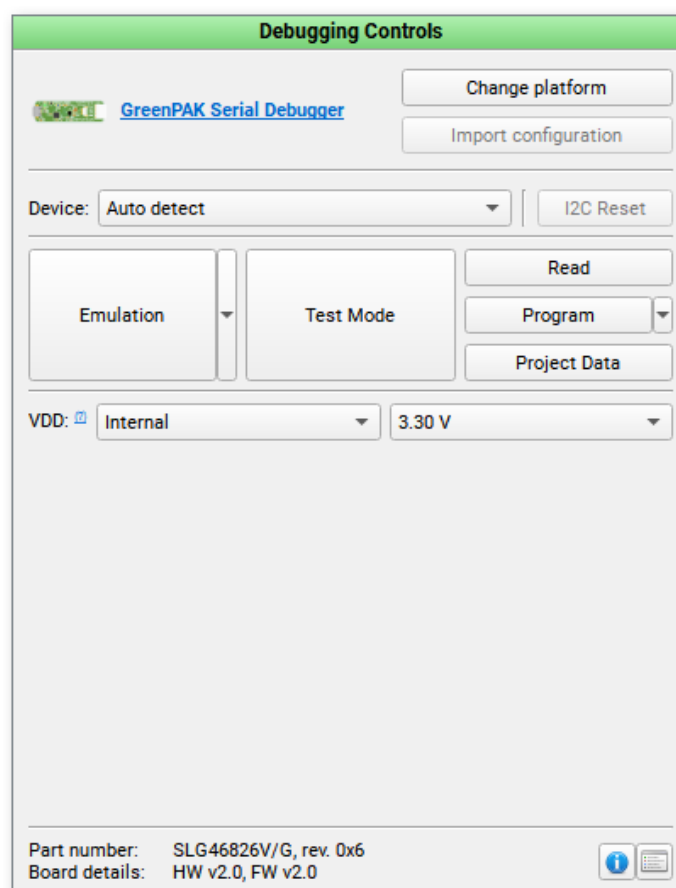 Debugging Controls
GreenPAK Serial Debugger
Change platform
Import configuration
Device: Auto detect
I2C Reset
Emulation
Test Mode
Read
Program
Project Data
VDD: [?] Internal 3.30 V
Part number: SLG46826V/G, rev. 0x6
Board details: HW v2.0, FW v2.0